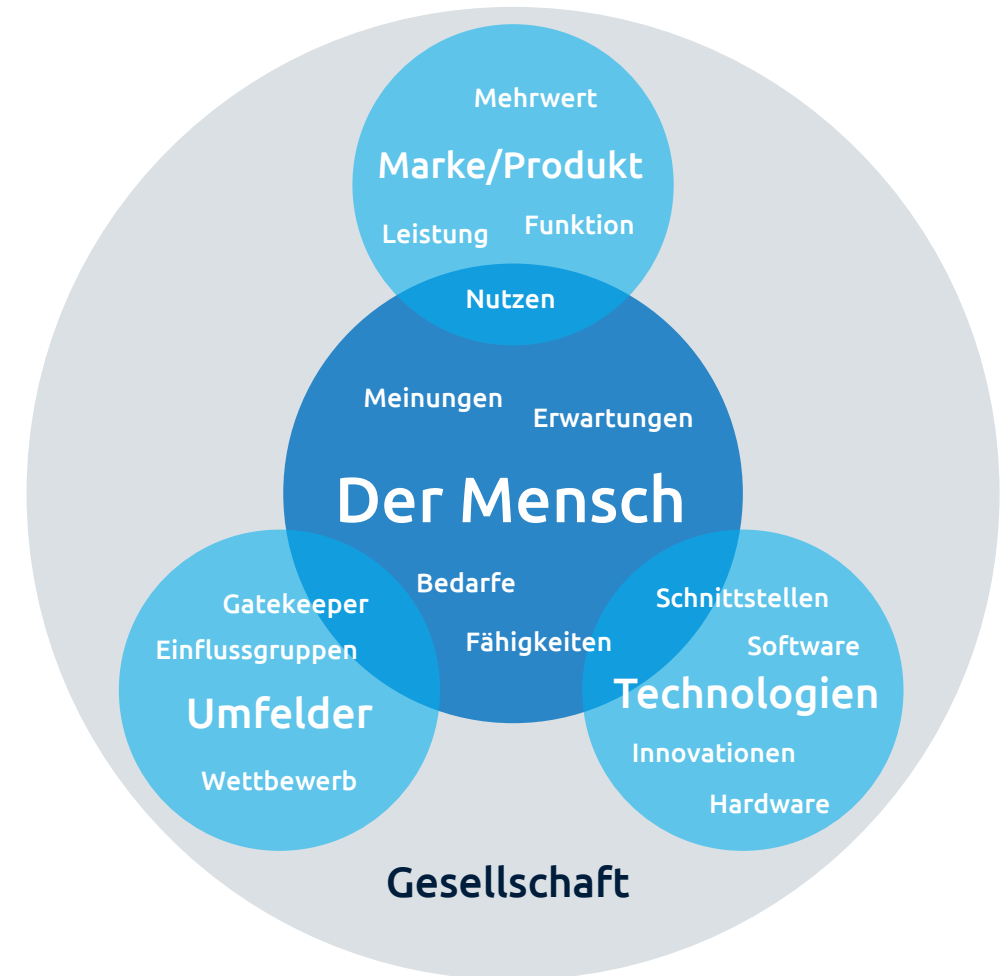 Mehrwert
Marke/Produkt
Leistung
Funktion
Nutzen
Meinungen
Erwartungen
Der Mensch
Bedarfe
Fähigkeiten
Gatekeeper
Einflussgruppen
Umfelder
Wettbewerb
Schnittstellen
Software
Technologien
Innovationen
Hardware
Gesellschaft